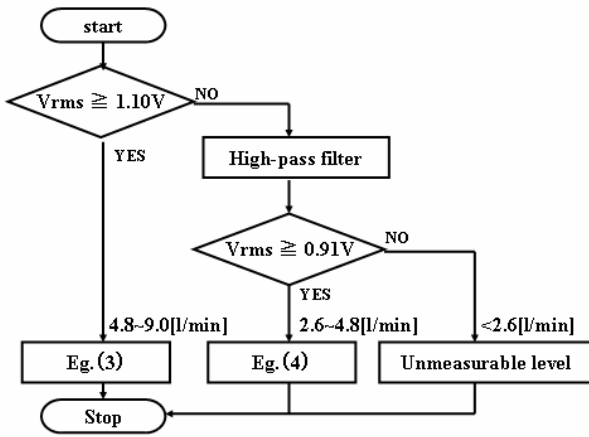 start
Vrms ≧ 1.10V
NO
YES
High-pass filter
Vrms ≧ 0.91V
NO
YES
4.8~9.0[l/min]
2.6~4.8[l/min]
<2.6[l/min]
Eg.(3)
Eg.(4)
Unmeasurable level
Stop